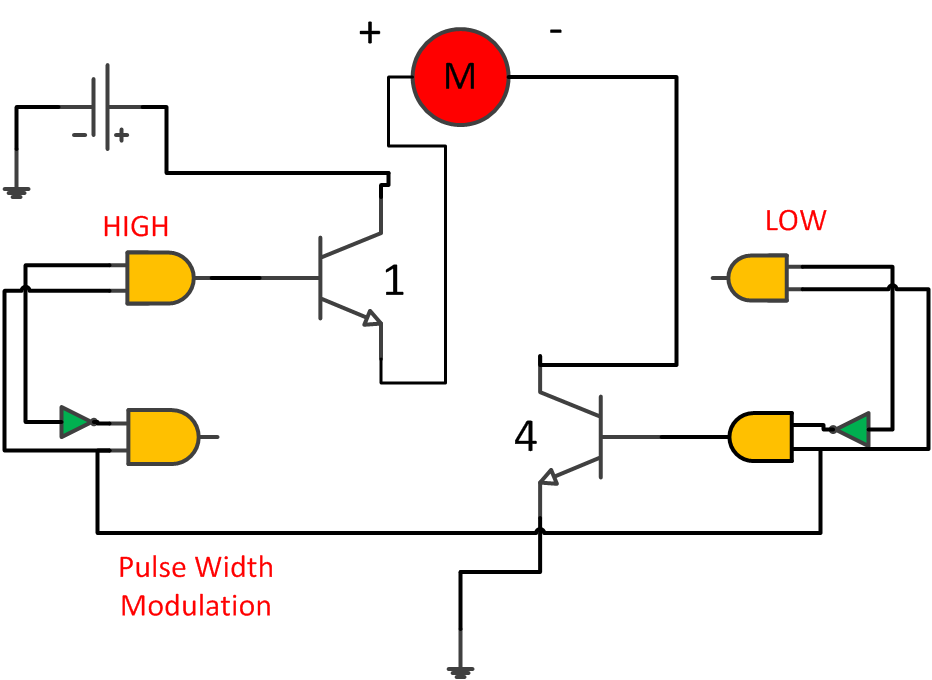 + -
M
- +
HIGH
LOW
1
4
Pulse Width
Modulation